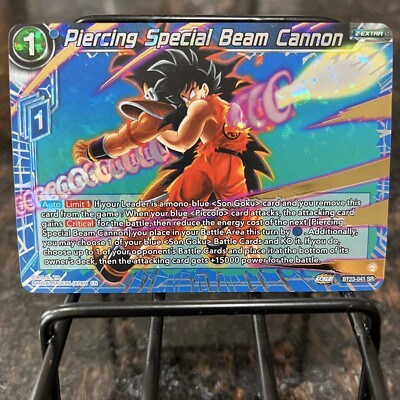 1 Piercing Special Beam Cannon Z-EXTRA
1
Auto Limit 1 If your Leader is a mono-blue <Son Goku> card and you remove this
card from the game : When your blue <Piccolo> card attacks, the attacking card
gains Critical for the battle, then reduce the energy cost of the next {Piercing
Special Beam Cannon} you place in your Battle Area this turn by . Additionally,
you may choose 1 of your blue <Son Goku> Battle Cards and KO it. If you do,
choose up to 1 of your opponent's Battle Cards and place it at the bottom of its
owner's deck, then the attacking card gets +15000 power for the battle.
BT23-041 SR